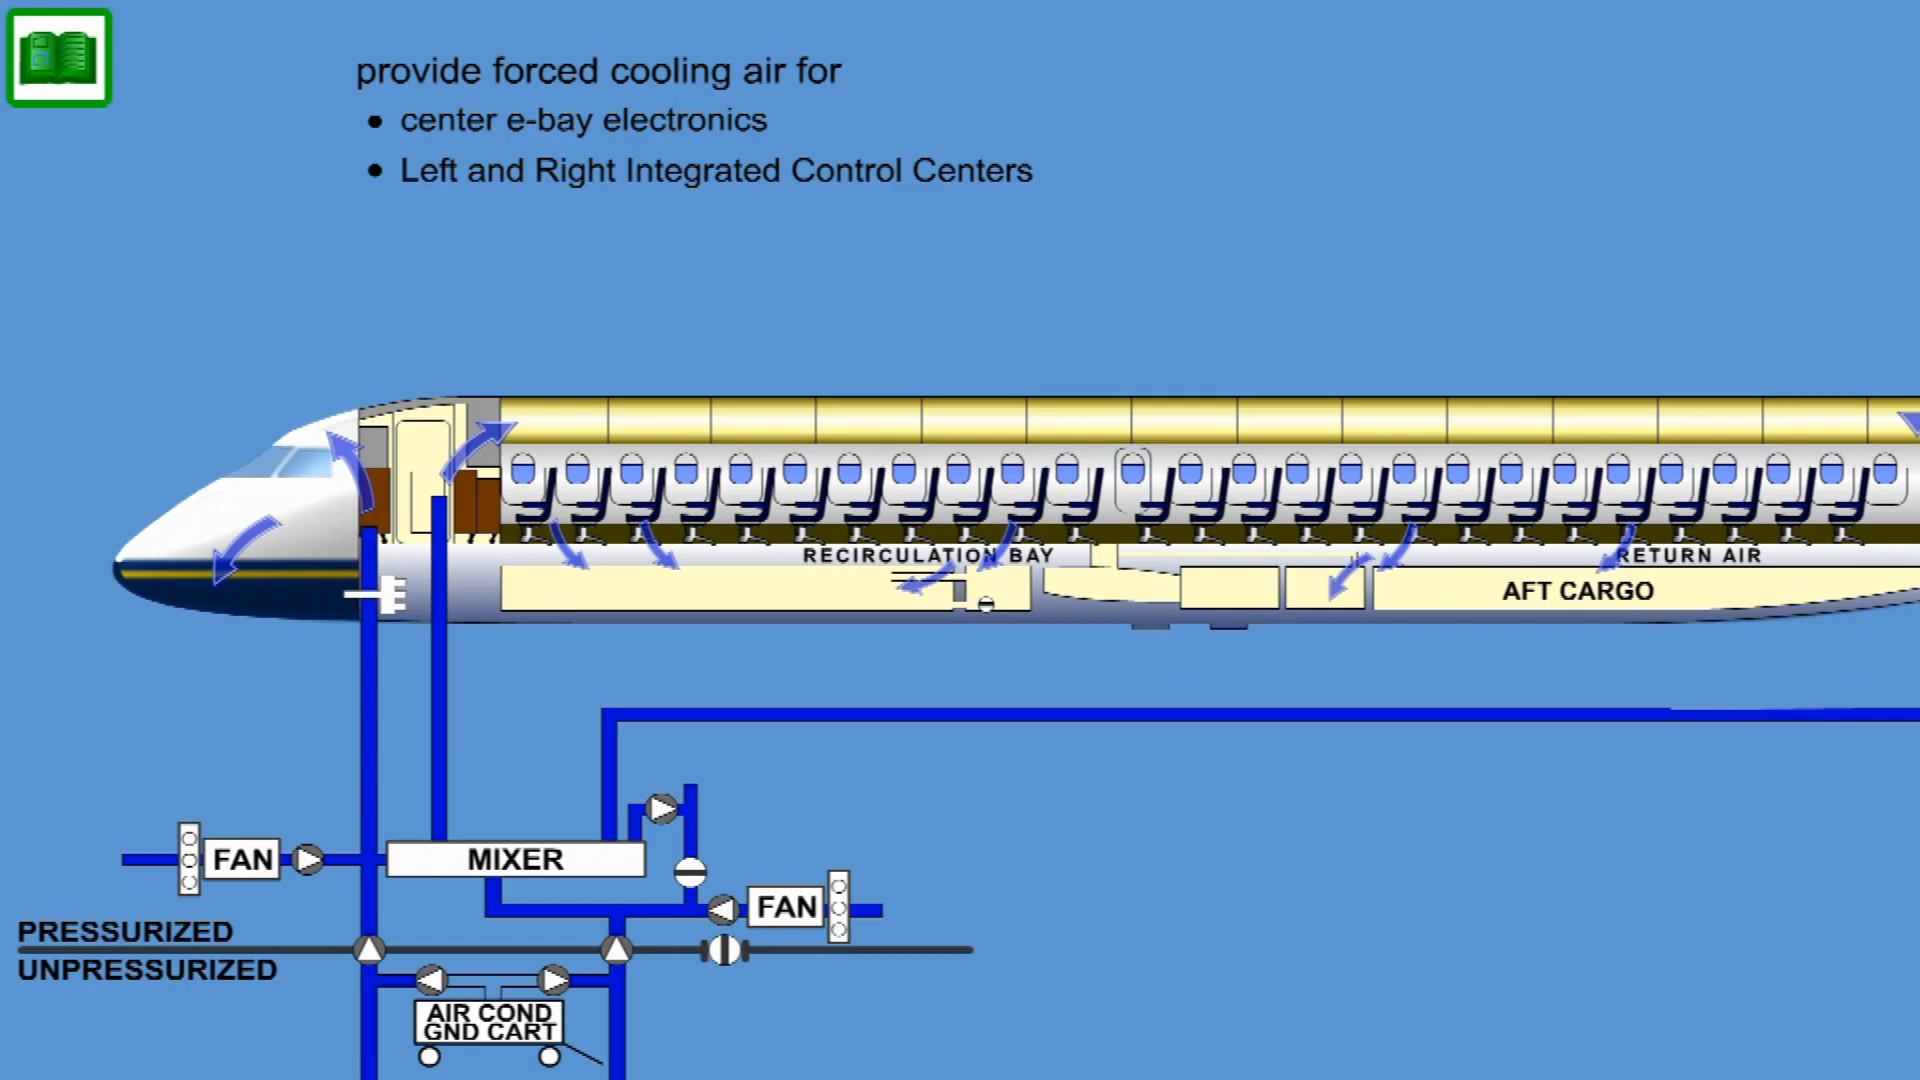 provide forced cooling air for
• center e-bay electronics
• Left and Right Integrated Control Centers
RECIRCULATION BAY
RETURN AIR
AFT CARGO
FAN
MIXER
FAN
PRESSURIZED
UNPRESSURIZED
AIR COND
GND CART